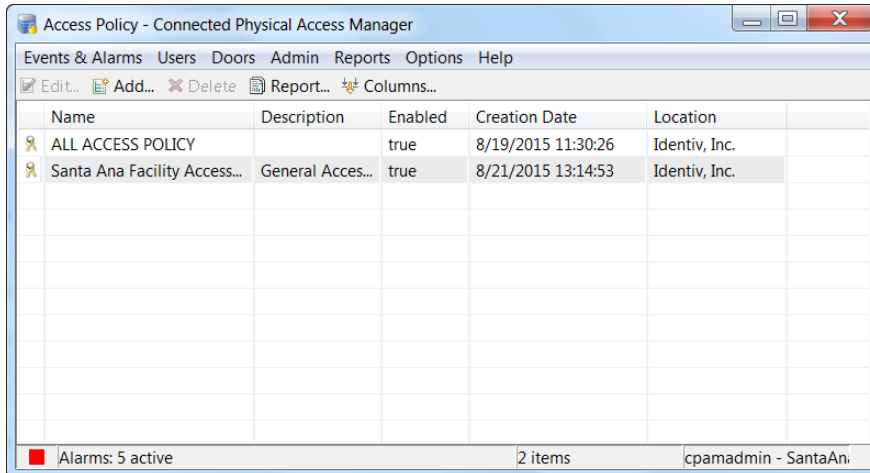 Access Policy - Connected Physical Access Manager
Events & Alarms Users Doors Admin Reports Options Help
Edit... Add... Delete Report... Columns...
Name Description Enabled Creation Date Location
ALL ACCESS POLICY true 8/19/2015 11:30:26 Identiv, Inc.
Santa Ana Facility Access... General Acces... true 8/21/2015 13:14:53 Identiv, Inc.
Alarms: 5 active 2 items cpamadmin - SantaAna